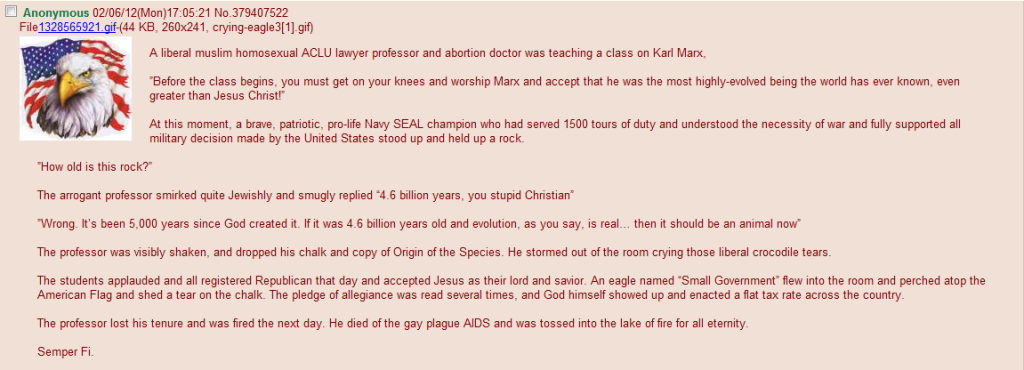 Anonymous 02/06/12(Mon)17:05:21 No.379407522
File1328565921.gif-(44 KB, 260x241, crying-eagle3[1].gif)
A liberal muslim homosexual ACLU lawyer professor and abortion doctor was teaching a class on Karl Marx,
"Before the class begins, you must get on your knees and worship Marx and accept that he was the most highly-evolved being the world has ever known, even
greater than Jesus Christ!"
At this moment, a brave, patriotic, pro-life Navy SEAL champion who had served 1500 tours of duty and understood the necessity of war and fully supported all
military decision made by the United States stood up and held up a rock.
"How old is this rock?"
The arrogant professor smirked quite Jewishly and smugly replied “4.6 billion years, you stupid Christian”
"Wrong. It’s been 5,000 years since God created it. If it was 4.6 billion years old and evolution, as you say, is real… then it should be an animal now”
The professor was visibly shaken, and dropped his chalk and copy of Origin of the Species. He stormed out of the room crying those liberal crocodile tears.
The students applauded and all registered Republican that day and accepted Jesus as their lord and savior. An eagle named “Small Government” flew into the room and perched atop the
American Flag and shed a tear on the chalk. The pledge of allegiance was read several times, and God himself showed up and enacted a flat tax rate across the country.
The professor lost his tenure and was fired the next day. He died of the gay plague AIDS and was tossed into the lake of fire for all eternity.
Semper Fi.